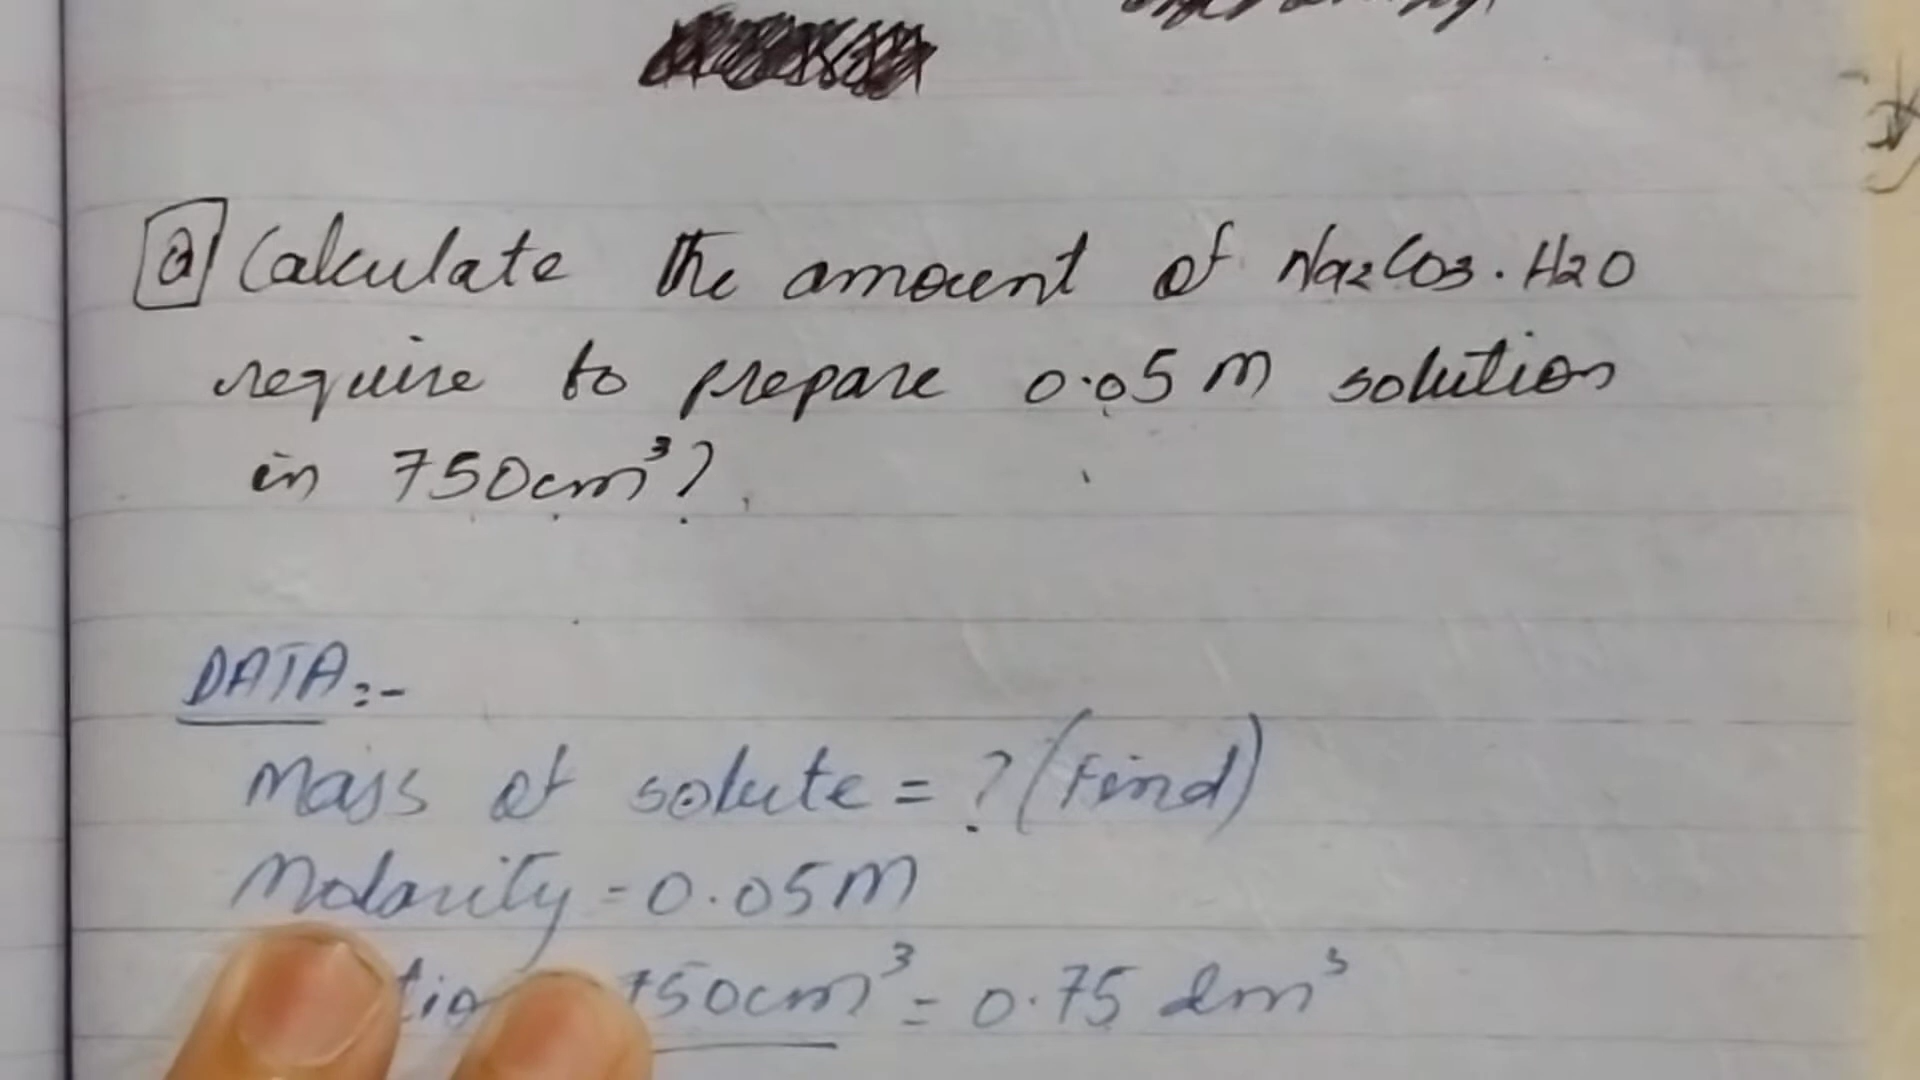 Q Calculate the amount of Na2CO3.H2O
require to prepare 0.05 M solution
in 750cm³?
DATA:-
Mass of solute = ? (Find)
Molarity = 0.05M
750cm³ = 0.75 dm³